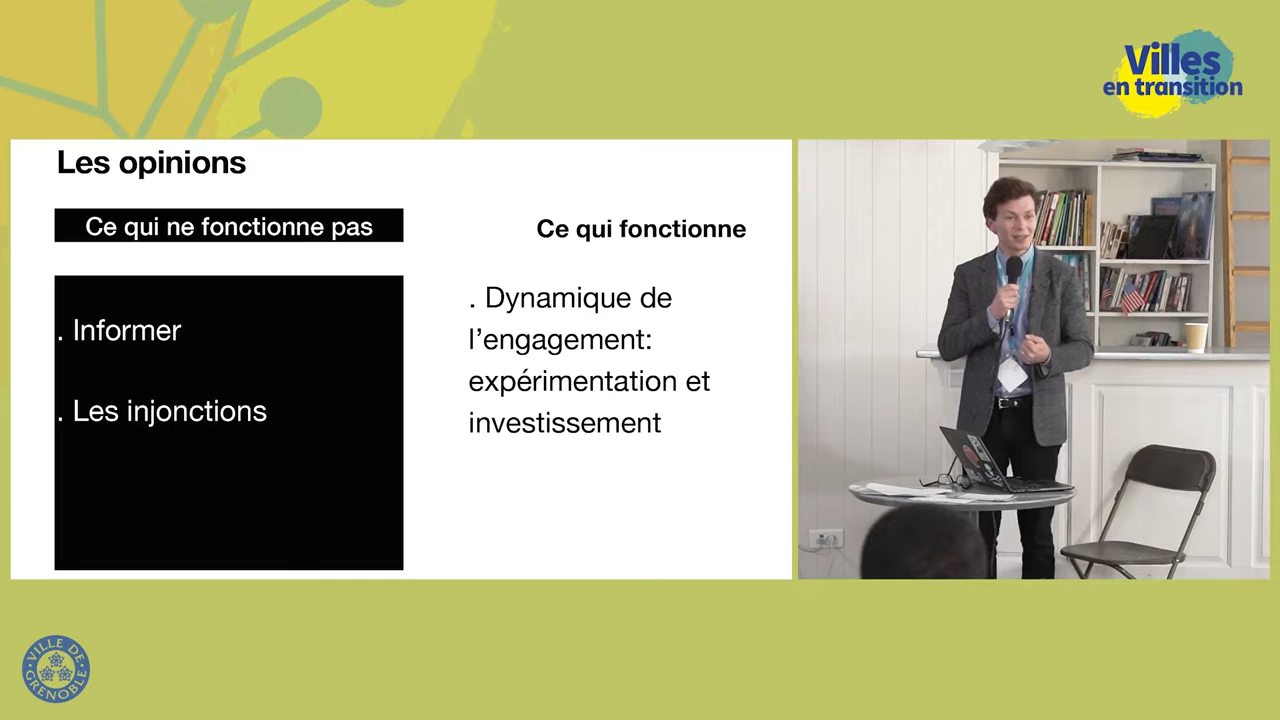 Villes
en transition
Les opinions
Ce qui ne fonctionne pas
Ce qui fonctionne
. Informer
. Les injonctions
. Dynamique de
l’engagement:
expérimentation et
investissement
VILLE DE GRENOBLE